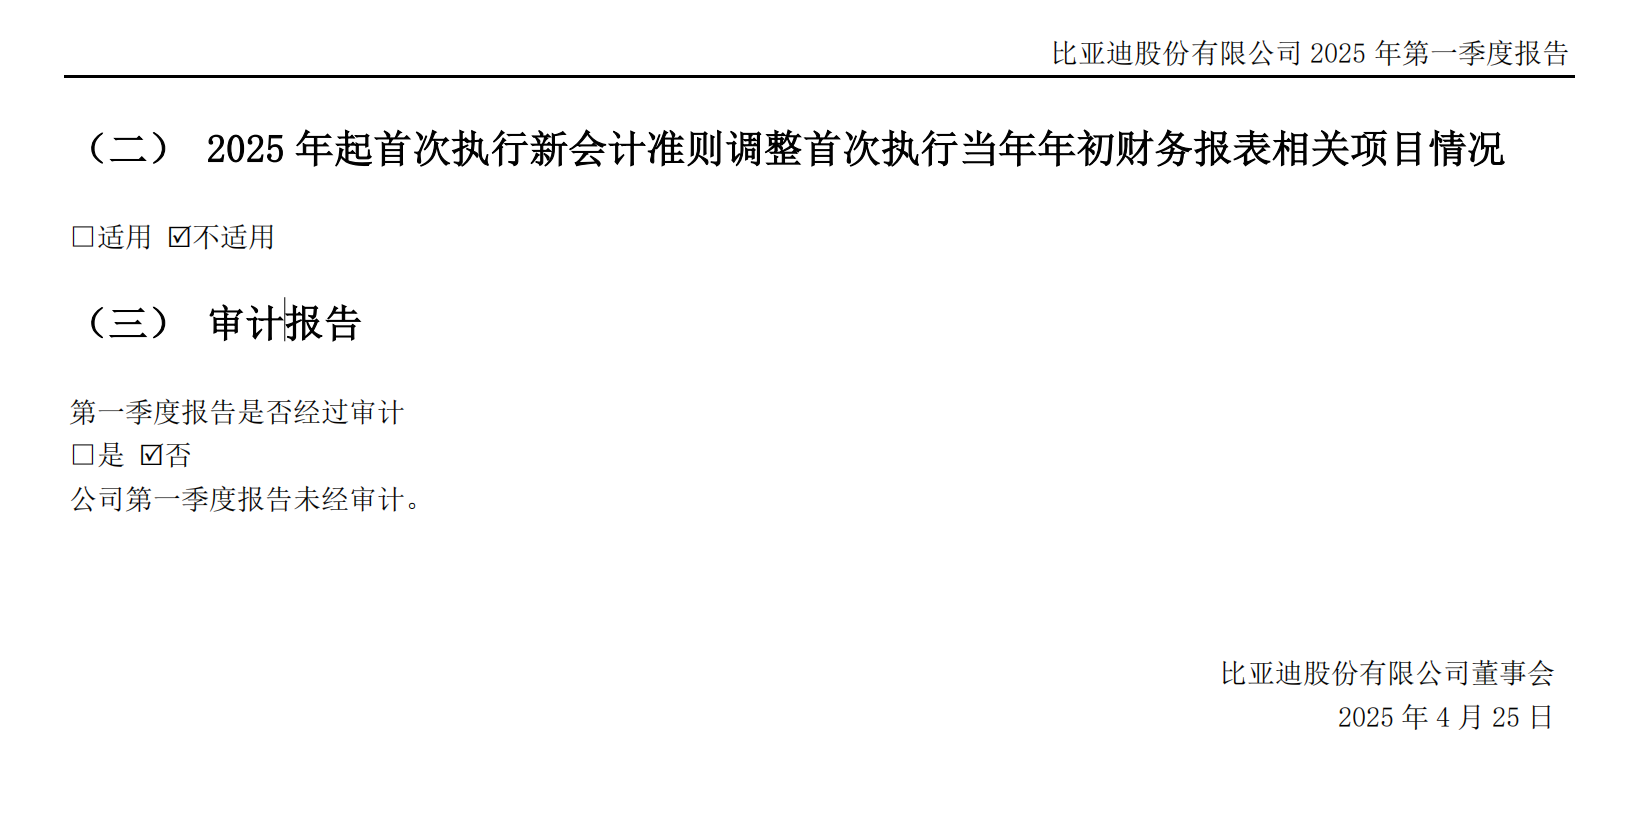 比亚迪股份有限公司 2025 年第一季度报告
（二） 2025 年起首次执行新会计准则调整首次执行当年年初财务报表相关项目情况
□适用 ☑不适用
（三） 审计报告
第一季度报告是否经过审计
□是 ☑否
公司第一季度报告未经审计。
比亚迪股份有限公司董事会
2025 年 4 月 25 日